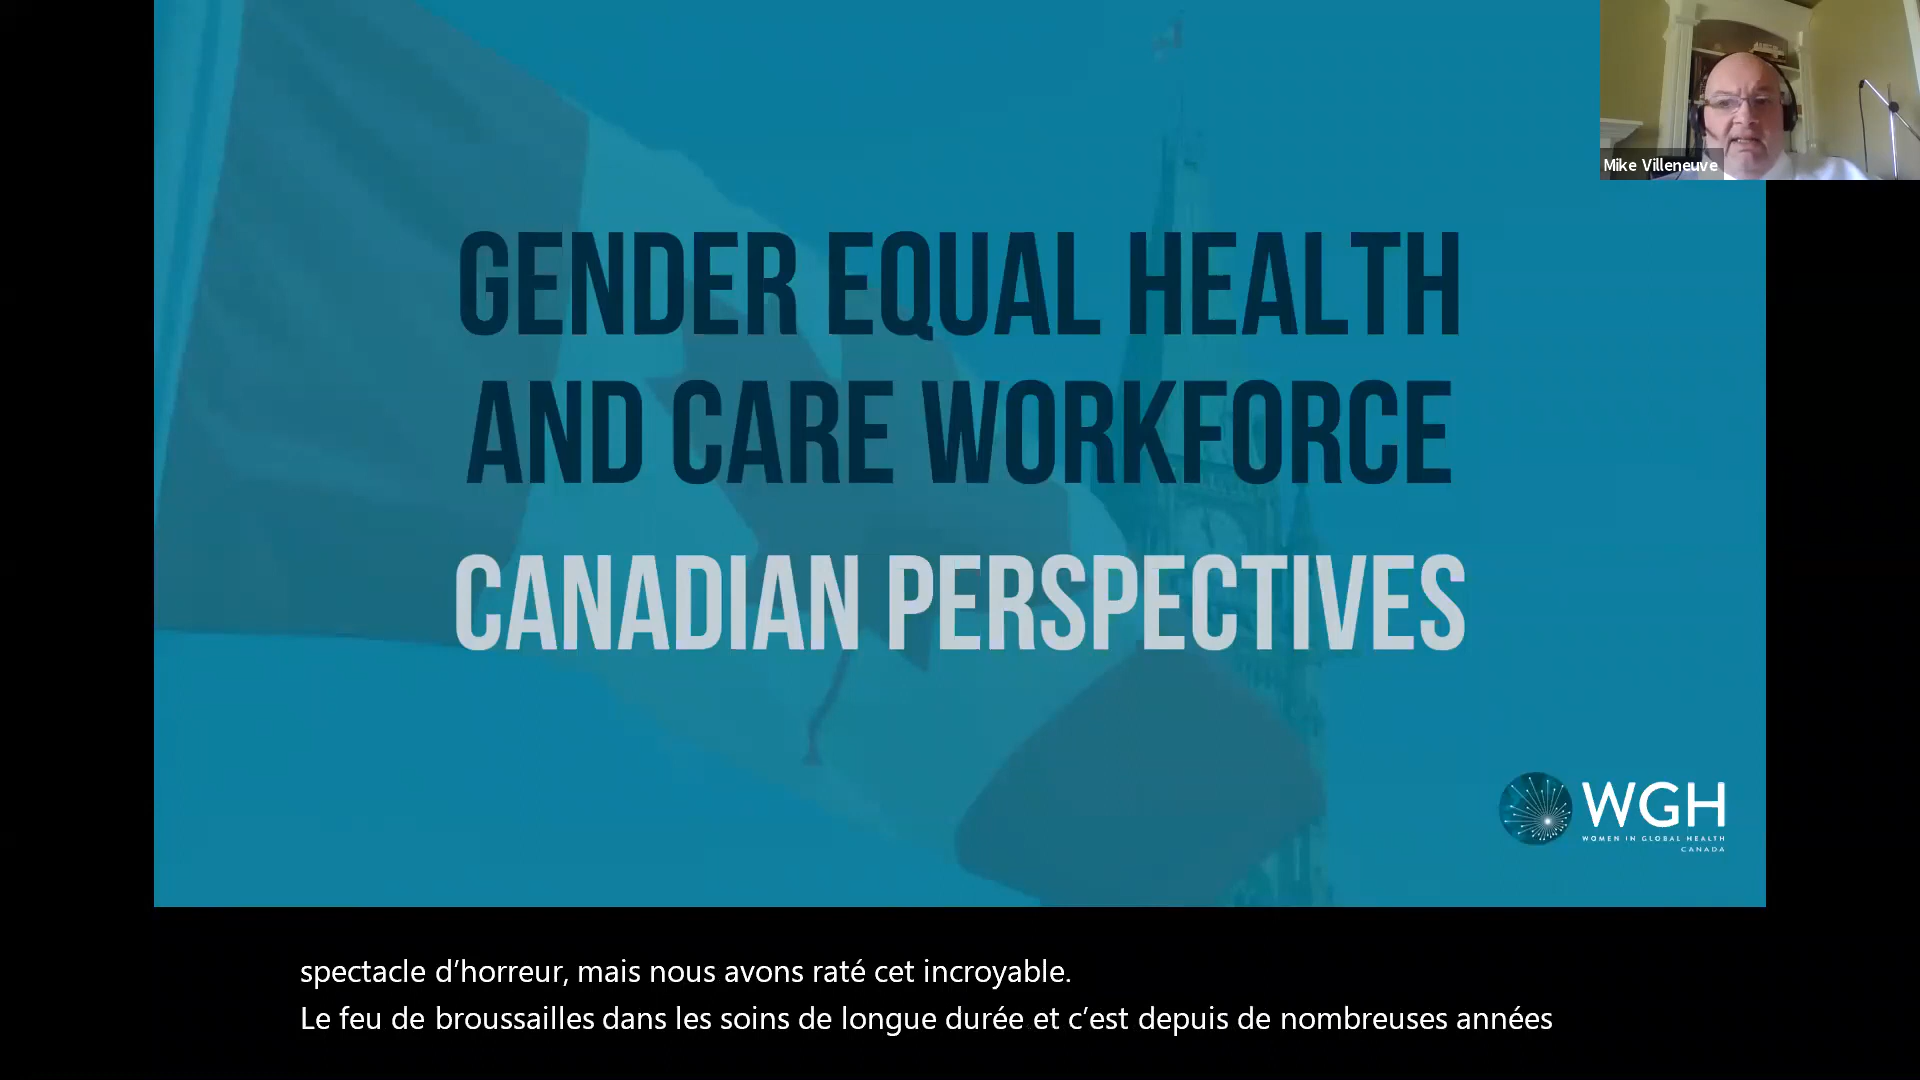 Mike Villeneuve
GENDER EQUAL HEALTH
AND CARE WORKFORCE
CANADIAN PERSPECTIVES
WGH
WOMEN IN GLOBAL HEALTH
CANADA
spectacle d’horreur, mais nous avons raté cet incroyable.
Le feu de broussailles dans les soins de longue durée et c’est depuis de nombreuses années